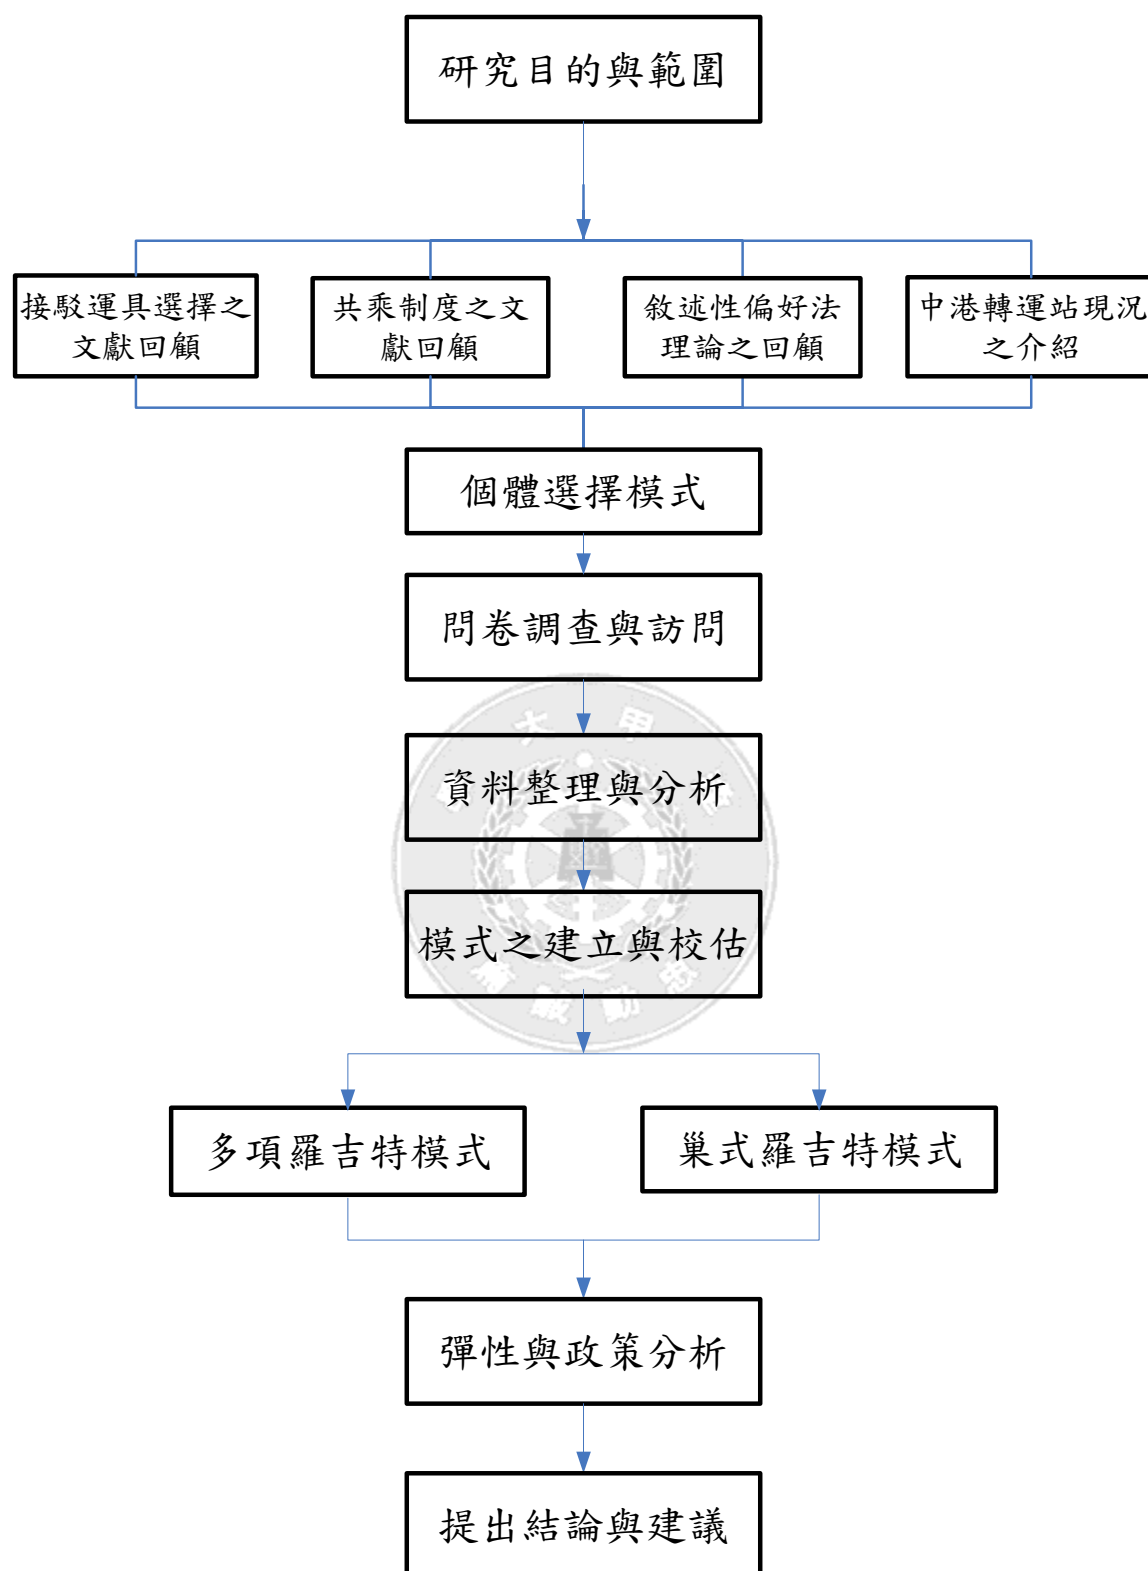 研究目的與範圍
接駁運具選擇之
文獻回顧
共乘制度之文
獻回顧
敘述性偏好法
理論之回顧
中港轉運站現況
之介紹
個體選擇模式
問卷調查與訪問
資料整理與分析
模式之建立與校估
多項羅吉特模式
巢式羅吉特模式
彈性與政策分析
提出結論與建議